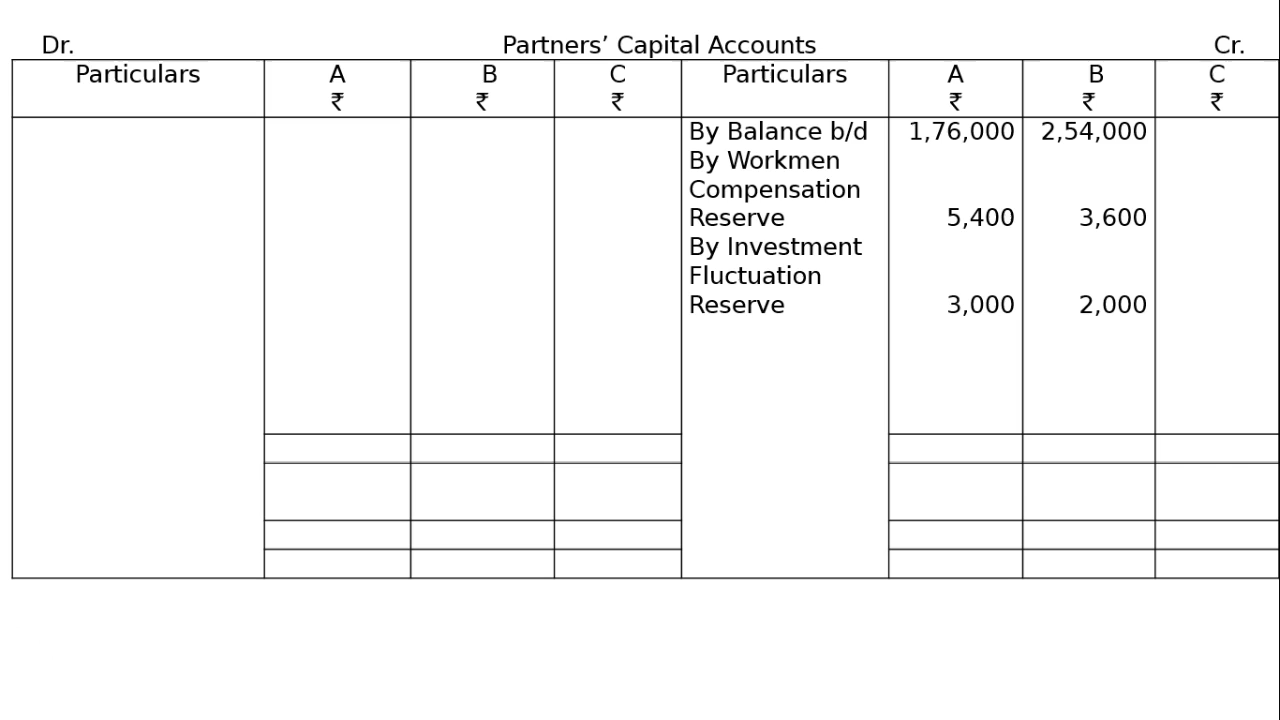 Dr. Partners’ Capital Accounts Cr.
Particulars A B C Particulars A B C
₹ ₹ ₹ ₹ ₹ ₹
By Balance b/d 1,76,000 2,54,000
By Workmen
Compensation
Reserve 5,400 3,600
By Investment
Fluctuation
Reserve 3,000 2,000